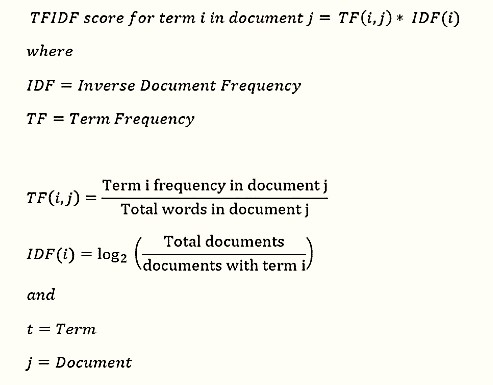 TFIDF score for term i in document j = TF(i,j) * IDF(i)
where
IDF = Inverse Document Frequency
TF = Term Frequency
TF(i,j) = Term i frequency in document j / Total words in document j
IDF(i) = log₂ (Total documents / documents with term i)
and
t = Term
j = Document